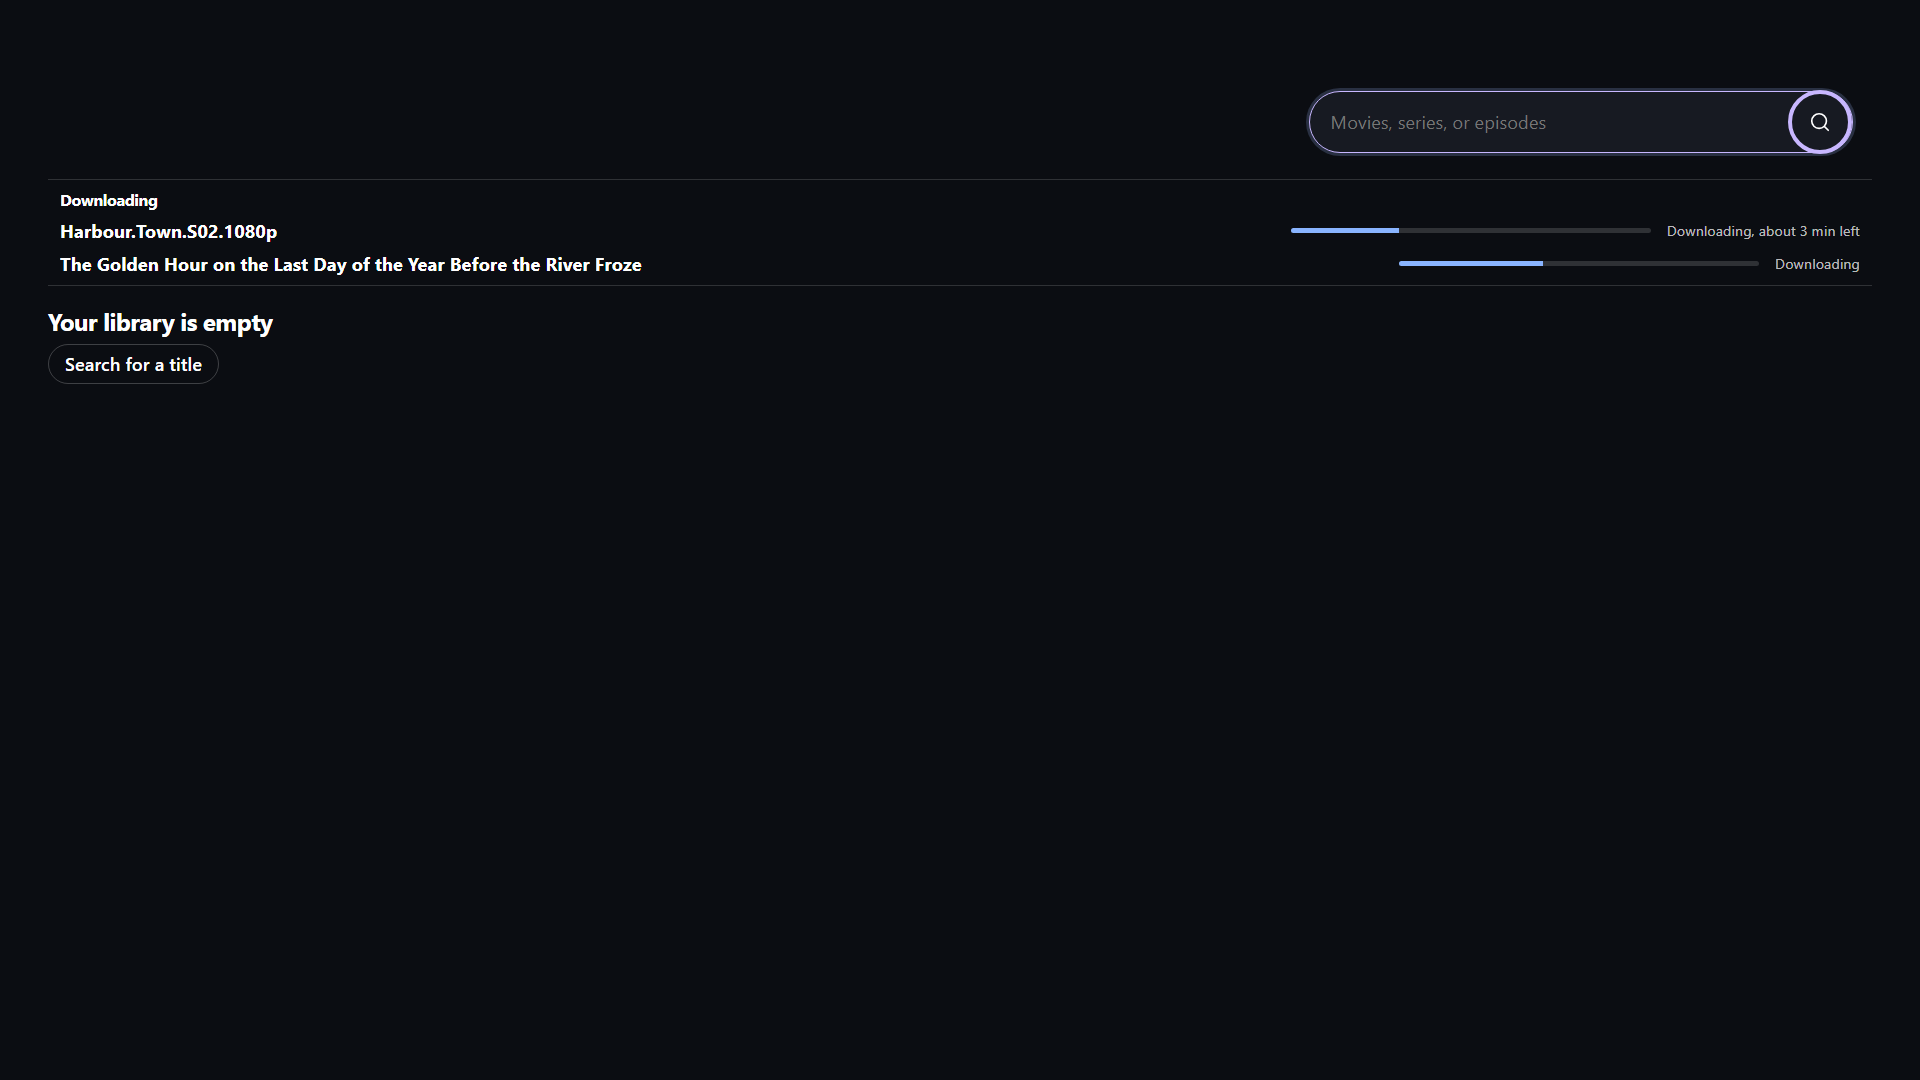 Movies, series, or episodes
Downloading
Harbour.Town.S02.1080p
Downloading, about 3 min left
The Golden Hour on the Last Day of the Year Before the River Froze
Downloading
Your library is empty
Search for a title